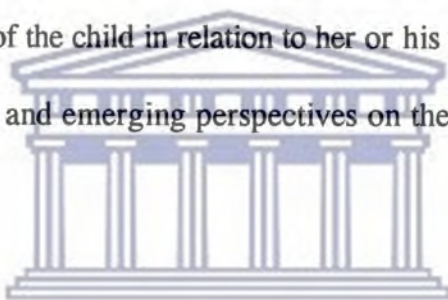 of the child in relation to her or his
and emerging perspectives on the